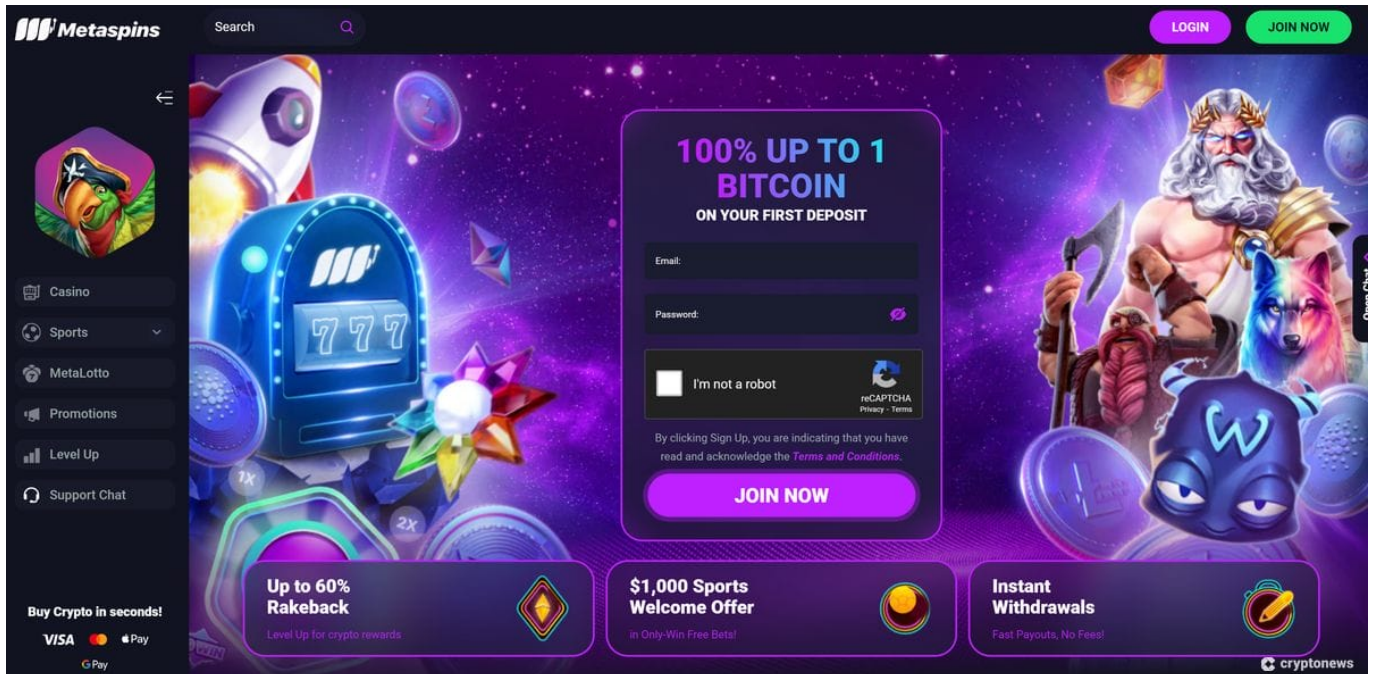 Metaspins
Search
LOGIN
JOIN NOW
Casino
Sports
MetaLotto
Promotions
Level Up
Support Chat
Buy Crypto in seconds!
VISA Pay
G Pay
777
1X
2X
WIN
100% UP TO 1
BITCOIN
ON YOUR FIRST DEPOSIT
Email:
Password:
I'm not a robot
reCAPTCHA
Privacy - Terms
By clicking Sign Up, you are indicating that you have
read and acknowledge the Terms and Conditions.
JOIN NOW
W
Open Chat
Up to 60%
Rakeback
Level Up for crypto rewards
$1,000 Sports
Welcome Offer
in Only-Win Free Bets!
Instant
Withdrawals
Fast Payouts, No Fees!
cryptonews